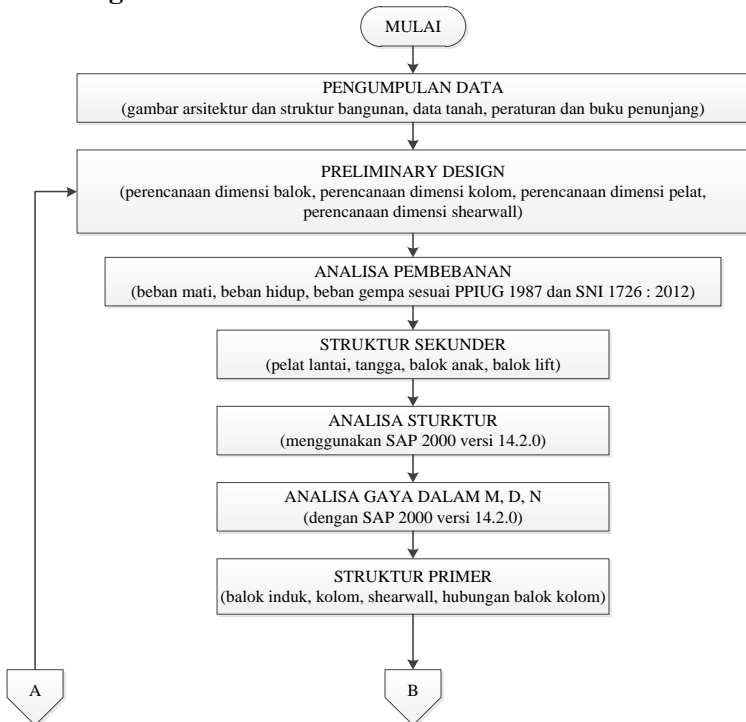 MULAI
PENGUMPULAN DATA
(gambar arsitektur dan struktur bangunan, data tanah, peraturan dan buku penunjang)
PRELIMINARY DESIGN
(perencanaan dimensi balok, perencanaan dimensi kolom, perencanaan dimensi pelat,
perencanaan dimensi shearwall)
ANALISA PEMBEBANAN
(beban mati, beban hidup, beban gempa sesuai PPIUG 1987 dan SNI 1726 : 2012)
STRUKTUR SEKUNDER
(pelat lantai, tangga, balok anak, balok lift)
ANALISA STURKTUR
(menggunakan SAP 2000 versi 14.2.0)
ANALISA GAYA DALAM M, D, N
(dengan SAP 2000 versi 14.2.0)
STRUKTUR PRIMER
(balok induk, kolom, shearwall, hubungan balok kolom)
A
B